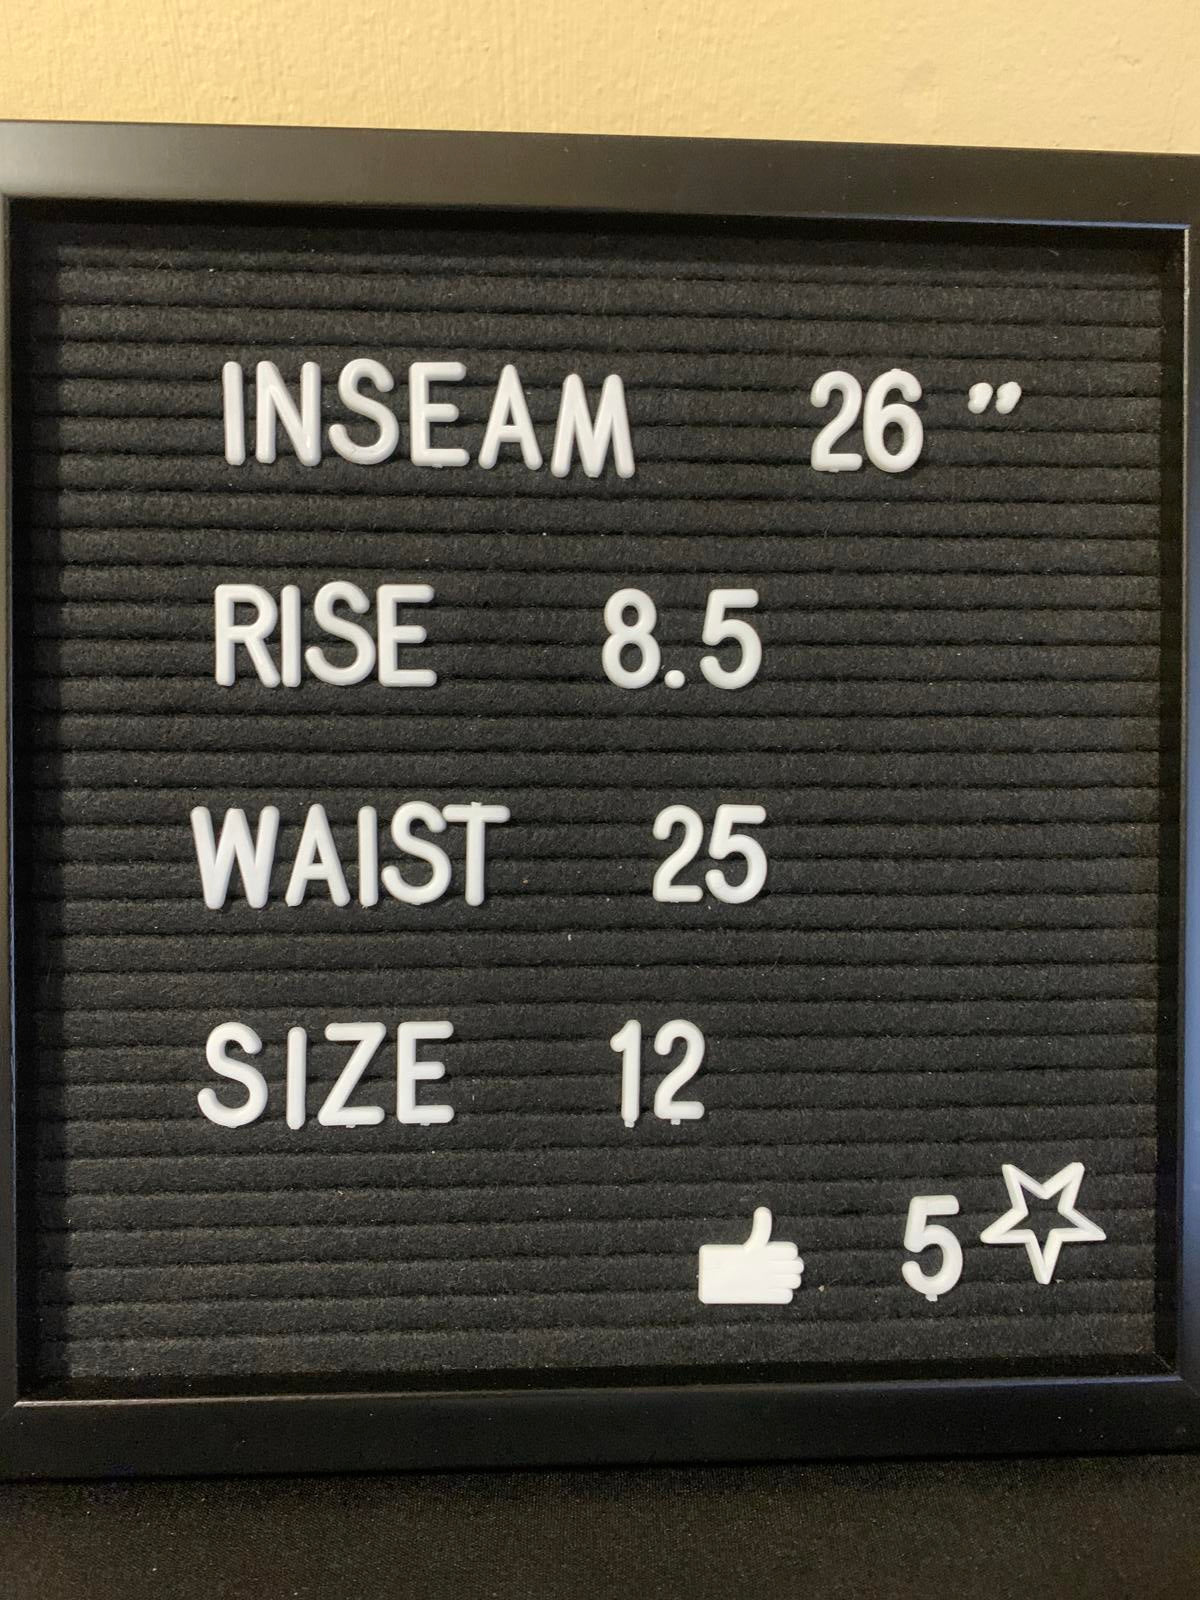 INSEAM 26 ”
RISE 8.5
WAIST 25
SIZE 12
👍 5☆